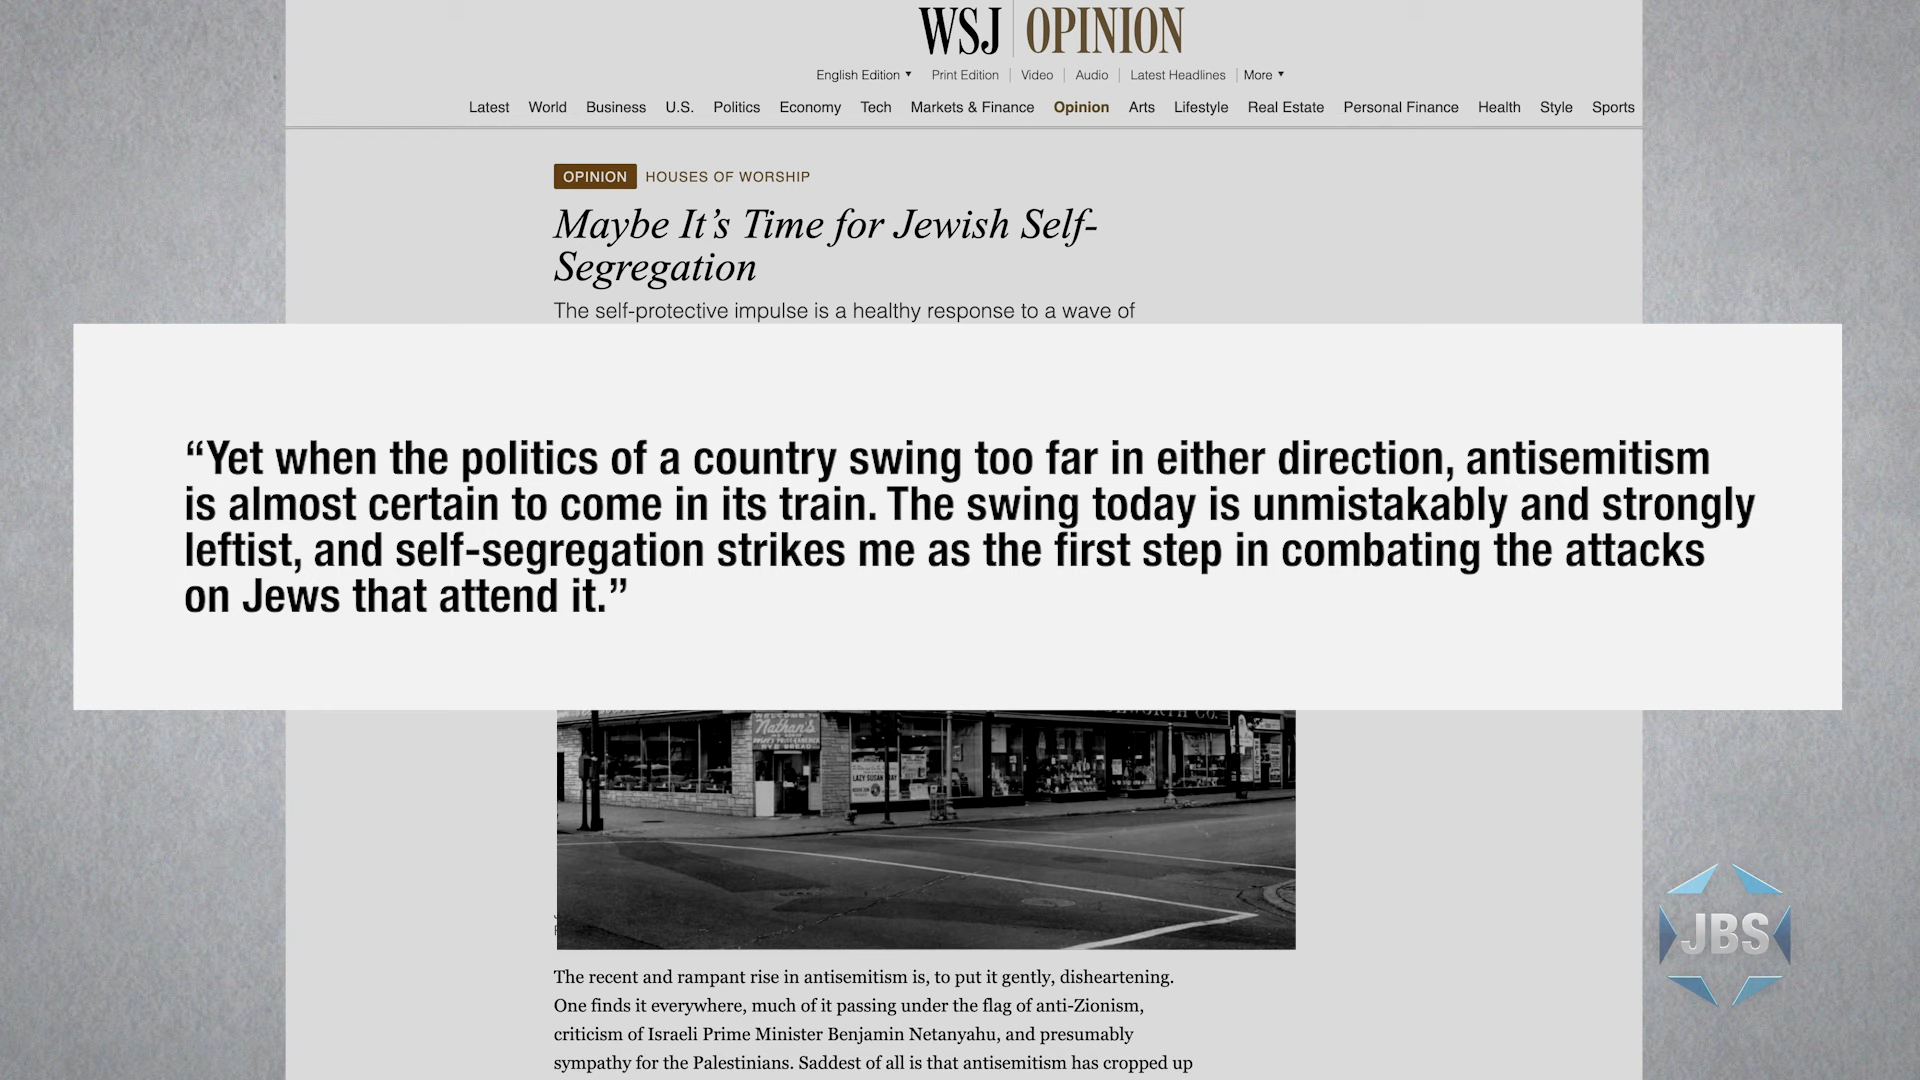 WSJ OPINION
English Edition Print Edition Video Audio Latest Headlines More
Latest World Business U.S. Politics Economy Tech Markets & Finance Opinion Arts Lifestyle Real Estate Personal Finance Health Style Sports
OPINION HOUSES OF WORSHIP
Maybe It’s Time for Jewish Self-
Segregation
The self-protective impulse is a healthy response to a wave of
“Yet when the politics of a country swing too far in either direction, antisemitism
is almost certain to come in its train. The swing today is unmistakably and strongly
leftist, and self-segregation strikes me as the first step in combating the attacks
on Jews that attend it.”
Nathan's
RYE BREAD
LAZY SUSAN
The recent and rampant rise in antisemitism is, to put it gently, disheartening.
One finds it everywhere, much of it passing under the flag of anti-Zionism,
criticism of Israeli Prime Minister Benjamin Netanyahu, and presumably
sympathy for the Palestinians. Saddest of all is that antisemitism has cropped up
JBS